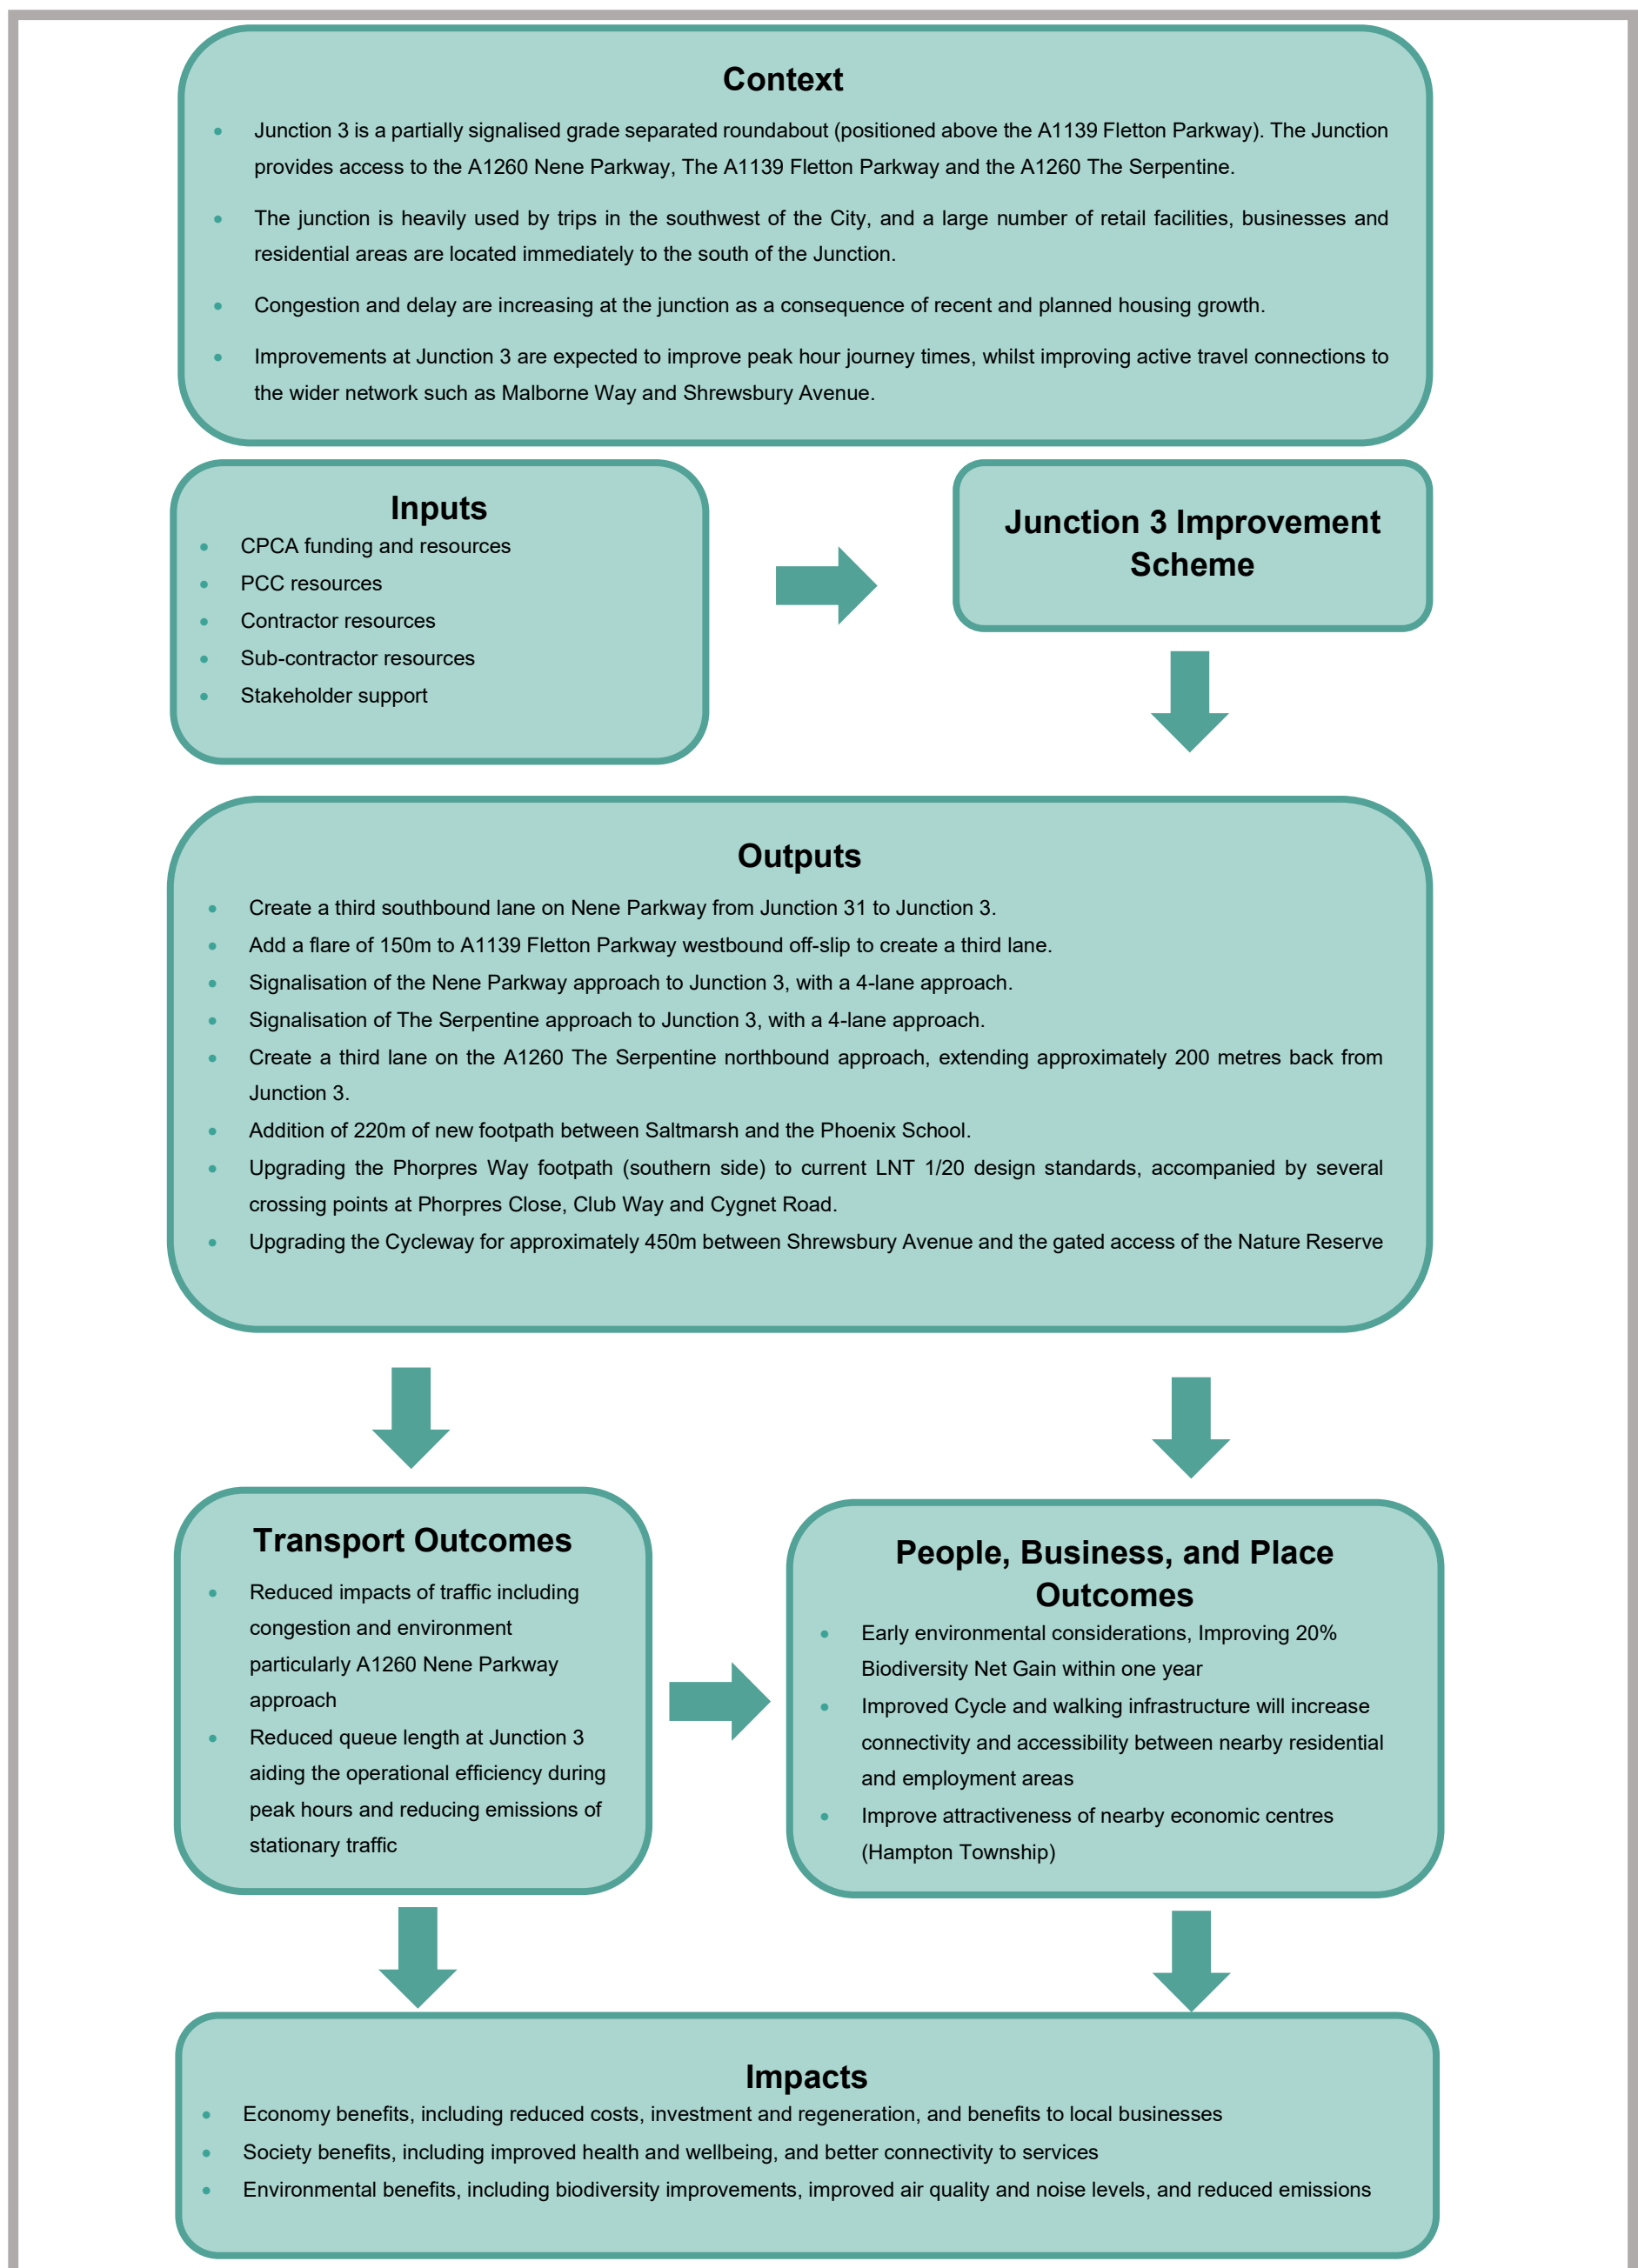 Context
Junction 3 is a partially signalised grade separated roundabout (positioned above the A1139 Fletton Parkway). The Junction
provides access to the A1260 Nene Parkway, The A1139 Fletton Parkway and the A1260 The Serpentine.
The junction is heavily used by trips in the southwest of the City, and a large number of retail facilities, businesses and
residential areas are located immediately to the south of the Junction.
Congestion and delay are increasing at the junction as a consequence of recent and planned housing growth.
Improvements at Junction 3 are expected to improve peak hour journey times, whilst improving active travel connections to
the wider network such as Malborne Way and Shrewsbury Avenue.
Inputs
CPCA funding and resources
PCC resources
Contractor resources
Sub-contractor resources
Stakeholder support
Junction 3 Improvement
Scheme
Outputs
Create a third southbound lane on Nene Parkway from Junction 31 to Junction 3.
Add a flare of 150m to A1139 Fletton Parkway westbound off-slip to create a third lane.
Signalisation of the Nene Parkway approach to Junction 3, with a 4-lane approach.
Signalisation of The Serpentine approach to Junction 3, with a 4-lane approach.
Create a third lane on the A1260 The Serpentine northbound approach, extending approximately 200 metres back from
Junction 3.
Addition of 220m of new footpath between Saltmarsh and the Phoenix School.
Upgrading the Phorpres Way footpath (southern side) to current LNT 1/20 design standards, accompanied by several
crossing points at Phorpres Close, Club Way and Cygnet Road.
Upgrading the Cycleway for approximately 450m between Shrewsbury Avenue and the gated access of the Nature Reserve
Transport Outcomes
Reduced impacts of traffic including
congestion and environment
particularly A1260 Nene Parkway
approach
Reduced queue length at Junction 3
aiding the operational efficiency during
peak hours and reducing emissions of
stationary traffic
People, Business, and Place
Outcomes
Early environmental considerations, Improving 20%
Biodiversity Net Gain within one year
Improved Cycle and walking infrastructure will increase
connectivity and accessibility between nearby residential
and employment areas
Improve attractiveness of nearby economic centres
(Hampton Township)
Impacts
Economy benefits, including reduced costs, investment and regeneration, and benefits to local businesses
Society benefits, including improved health and wellbeing, and better connectivity to services
Environmental benefits, including biodiversity improvements, improved air quality and noise levels, and reduced emissions